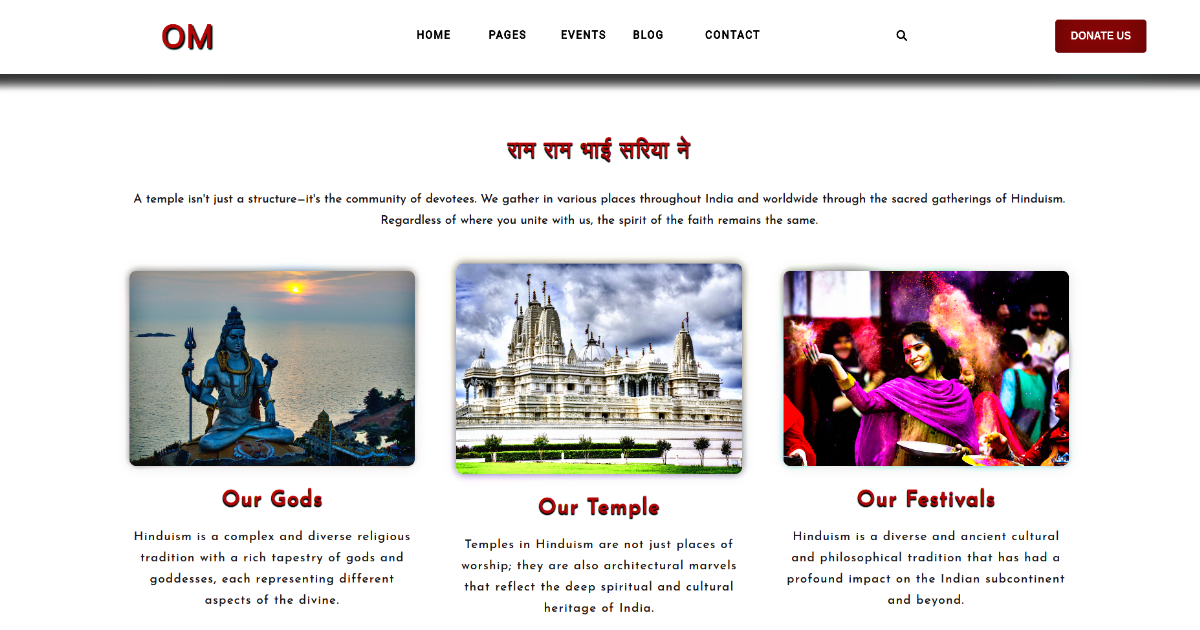 OM
HOME PAGES EVENTS BLOG CONTACT
DONATE US
राम राम भाई सरिया ने
A temple isn't just a structure—it's the community of devotees. We gather in various places throughout India and worldwide through the sacred gatherings of Hinduism.
Regardless of where you unite with us, the spirit of the faith remains the same.
Our Gods
Hinduism is a complex and diverse religious
tradition with a rich tapestry of gods and
goddesses, each representing different
aspects of the divine.
Our Temple
Temples in Hinduism are not just places of
worship; they are also architectural marvels
that reflect the deep spiritual and cultural
heritage of India.
Our Festivals
Hinduism is a diverse and ancient cultural
and philosophical tradition that has had a
profound impact on the Indian subcontinent
and beyond.